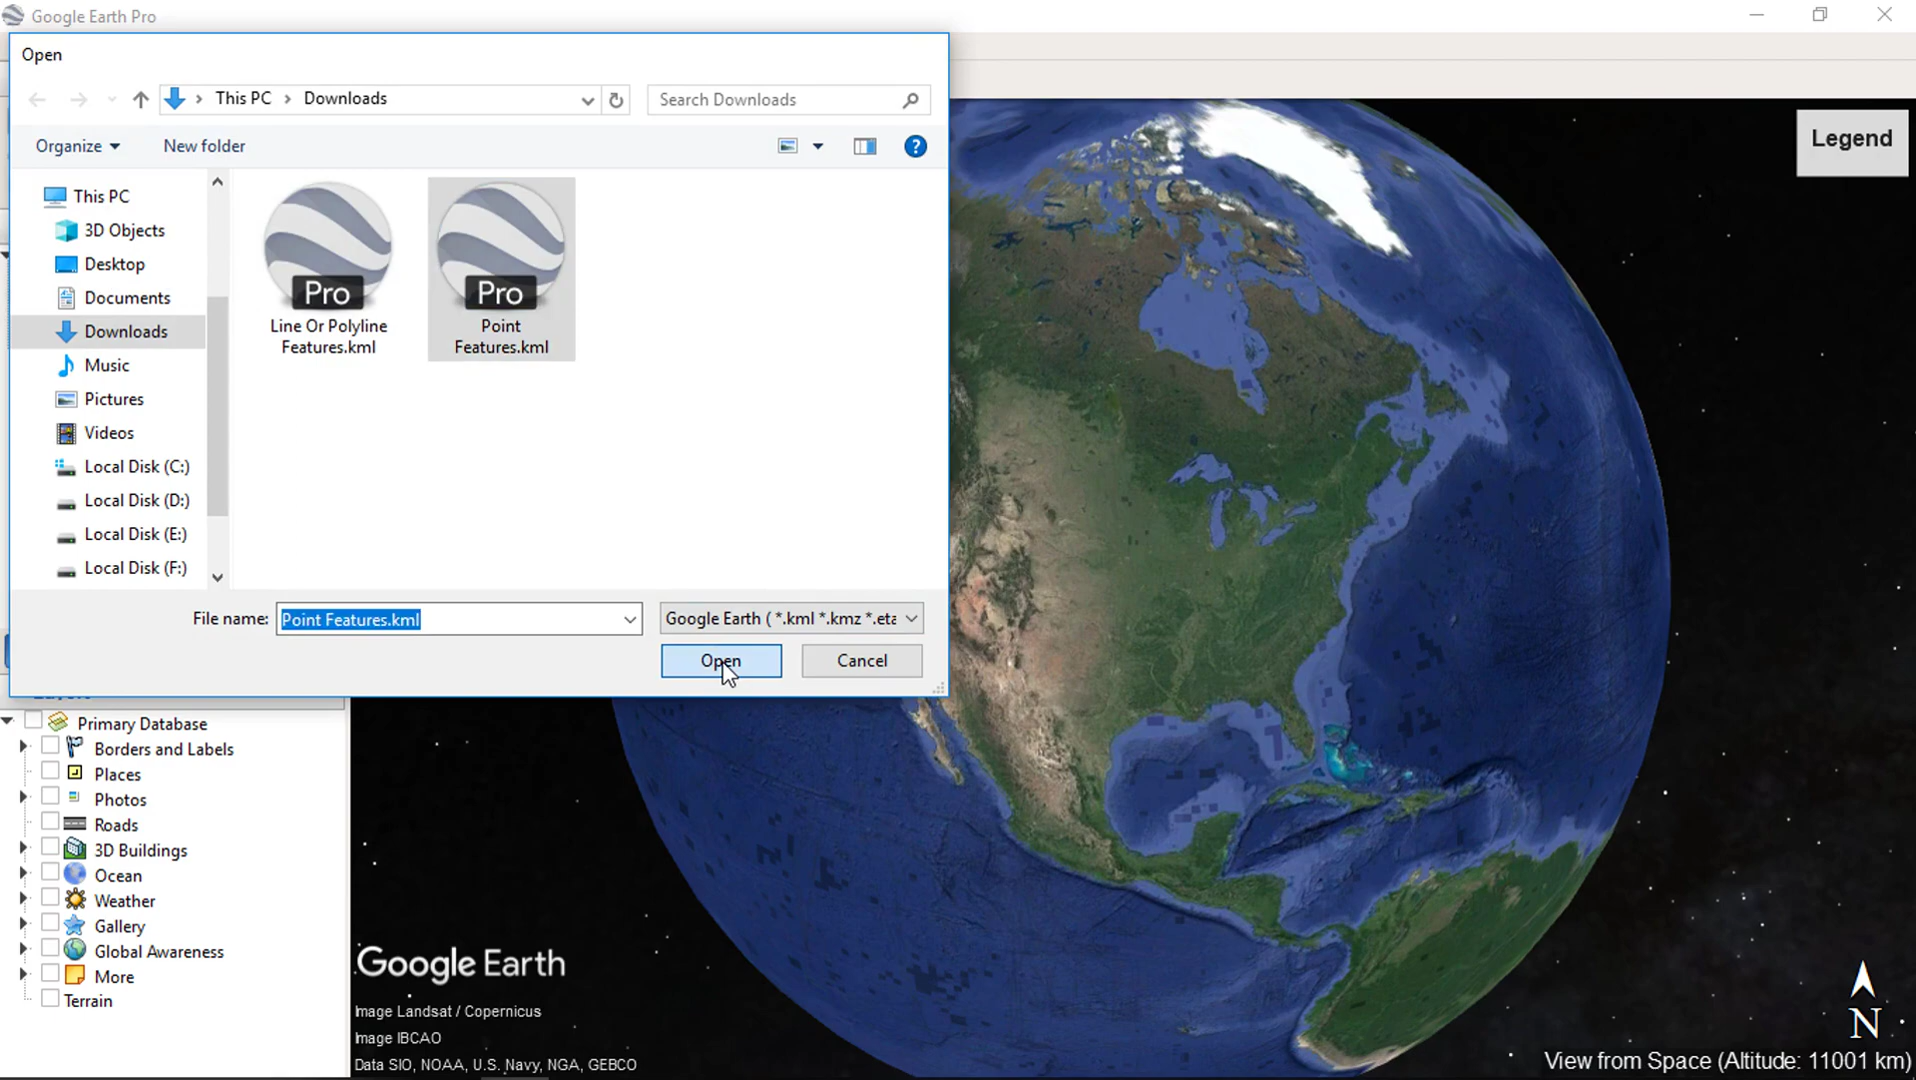 Google Earth Pro
Open
This PC
Downloads
Search Downloads
Organize
New folder
This PC
3D Objects
Desktop
Documents
Downloads
Music
Pictures
Videos
Local Disk (C:)
Local Disk (D:)
Local Disk (E:)
Local Disk (F:)
Pro
Line Or Polyline
Features.kml
Pro
Point
Features.kml
File name:
Point Features.kml
Google Earth ( *.kml *.kmz *.eta
Open
Cancel
Legend
Primary Database
Borders and Labels
Places
Photos
Roads
3D Buildings
Ocean
Weather
Gallery
Global Awareness
More
Terrain
Google Earth
Image Landsat / Copernicus
Image IBCAO
Data SIO, NOAA, U.S. Navy, NGA, GEBCO
N
View from Space (Altitude: 11001 km)